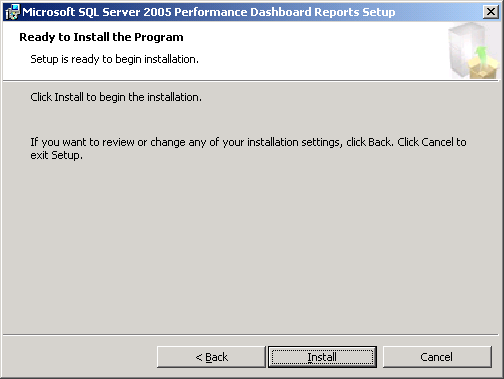 Microsoft SQL Server 2005 Performance Dashboard Reports Setup
Ready to Install the Program
Setup is ready to begin installation.
Click Install to begin the installation.
If you want to review or change any of your installation settings, click Back. Click Cancel to
exit Setup.
< Back
Install
Cancel